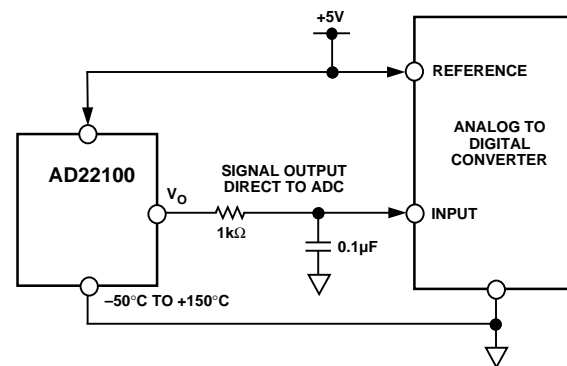 +5V
REFERENCE
ANALOG TO
DIGITAL
CONVERTER
AD22100
V_O
SIGNAL OUTPUT
DIRECT TO ADC
INPUT
1kΩ
0.1µF
–50°C TO +150°C